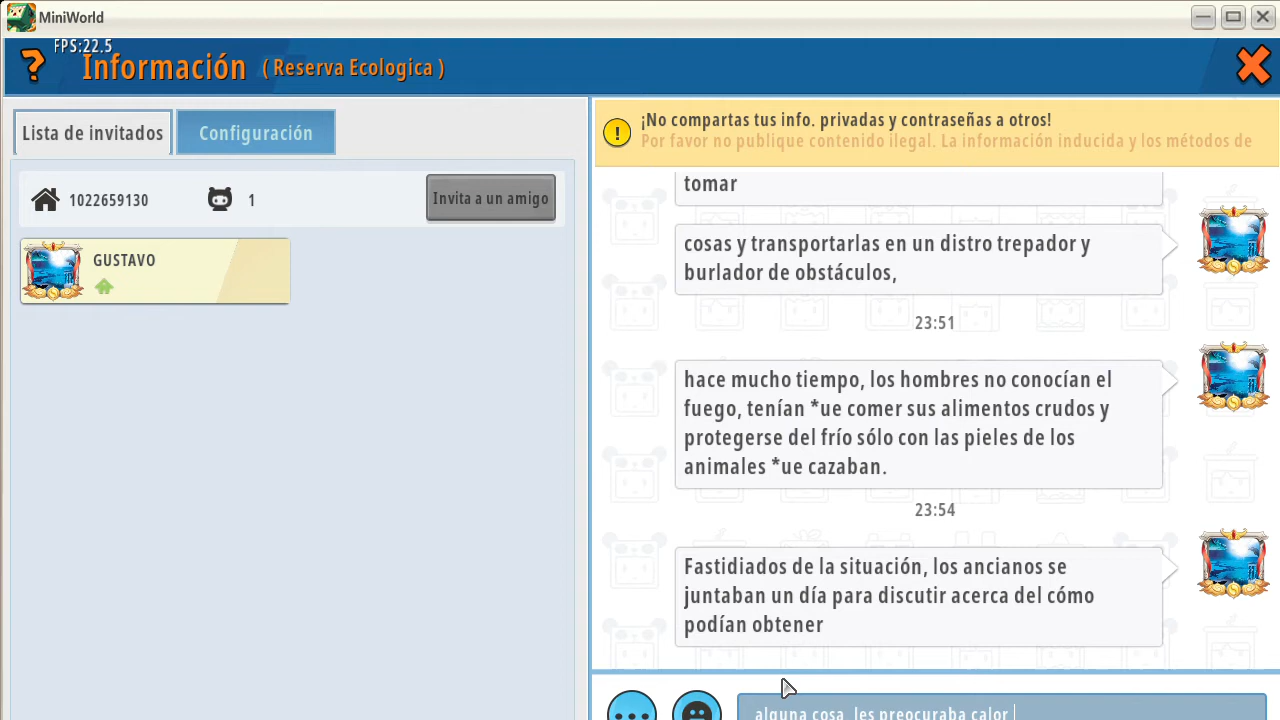 MiniWorld
FPS:22.5
Información ( Reserva Ecologica )
Lista de invitados
Configuración
1022659130
1
Invita a un amigo
GUSTAVO
¡No compartas tus info. privadas y contraseñas a otros!
Por favor no publique contenido ilegal. La información inducida y los métodos de
tomar
cosas y transportarlas en un distro trepador y
burlador de obstáculos,
23:51
hace mucho tiempo, los hombres no conocían el
fuego, tenían *ue comer sus alimentos crudos y
protegerse del frío sólo con las pieles de los
animales *ue cazaban.
23:54
Fastidiados de la situación, los ancianos se
juntaban un día para discutir acerca del cómo
podían obtener
alguna cosa les preocuraba calor